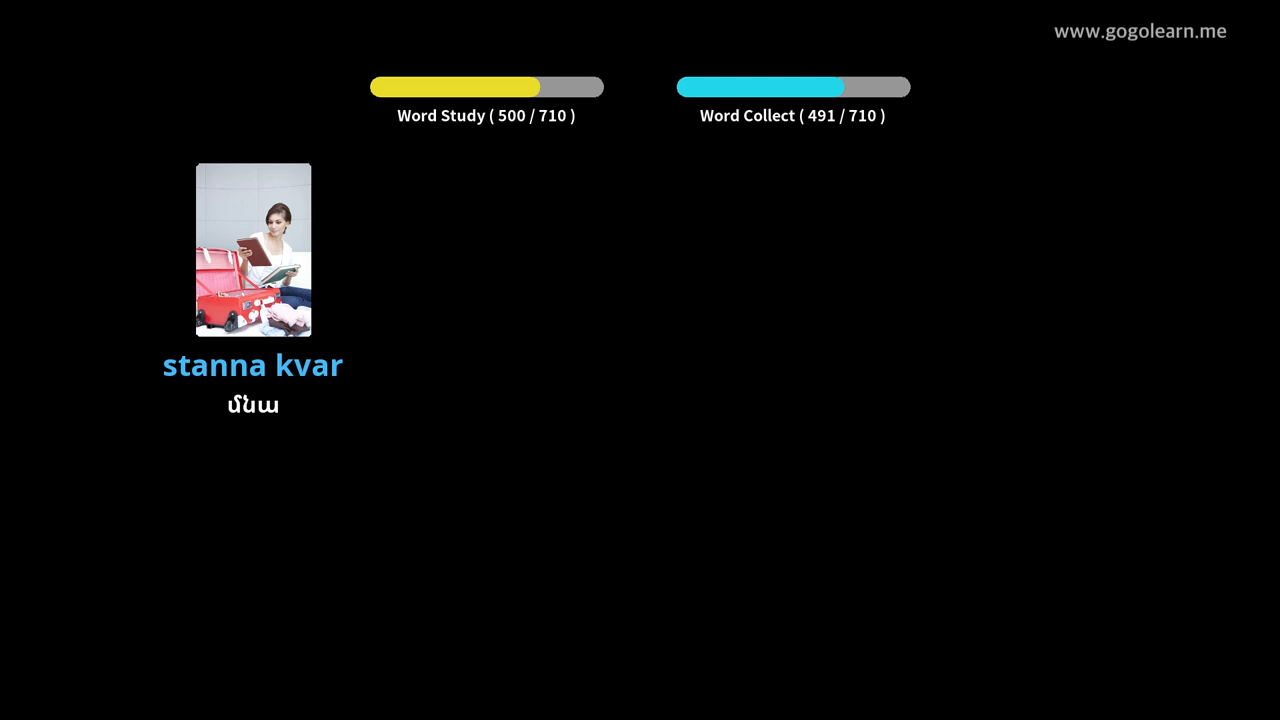 www.gogolearn.me
Word Study ( 500 / 710 )
Word Collect ( 491 / 710 )
stanna kvar
մնա